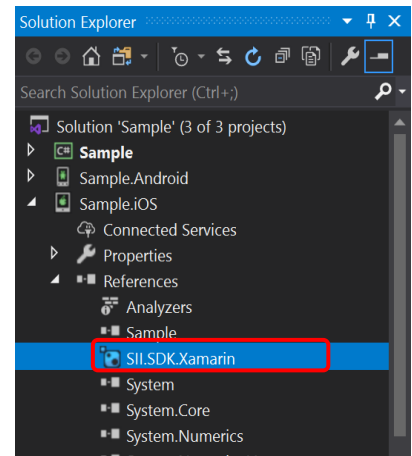 Solution Explorer
Search Solution Explorer (Ctrl+;)
Solution 'Sample' (3 of 3 projects)
C# Sample
Sample.Android
Sample.iOS
Connected Services
Properties
References
Analyzers
Sample
SII.SDK.Xamarin
System
System.Core
System.Numerics